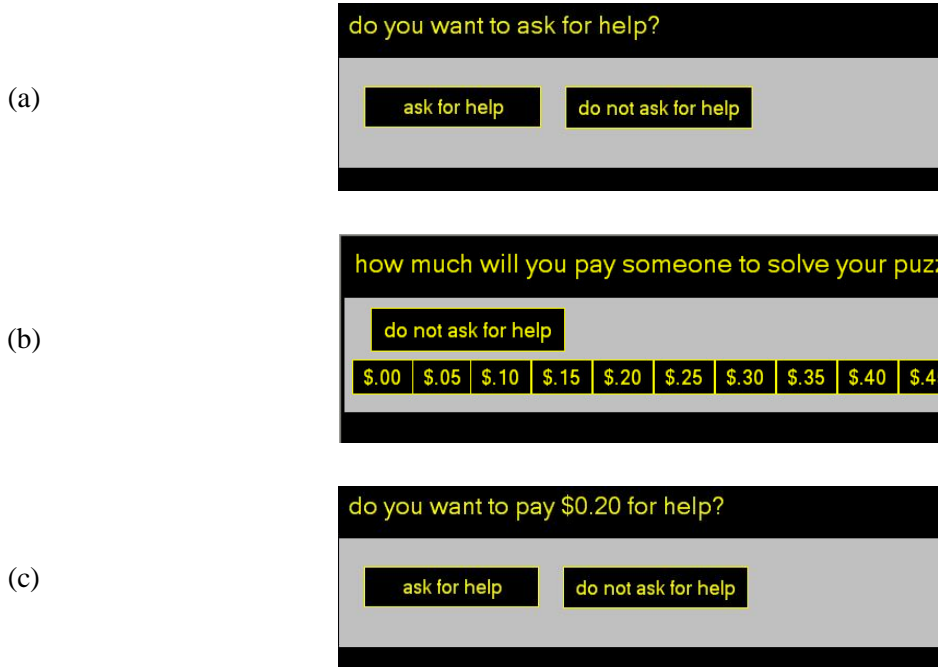 do you want to ask for help?
(a)
ask for help do not ask for help
how much will you pay someone to solve your
(b)
do not ask for help
$.00 $.05 $.10 $.15 $.20 $.25 $.30 $.35 $.40
do you want to pay $0.20 for help?
(c)
ask for help do not ask for help